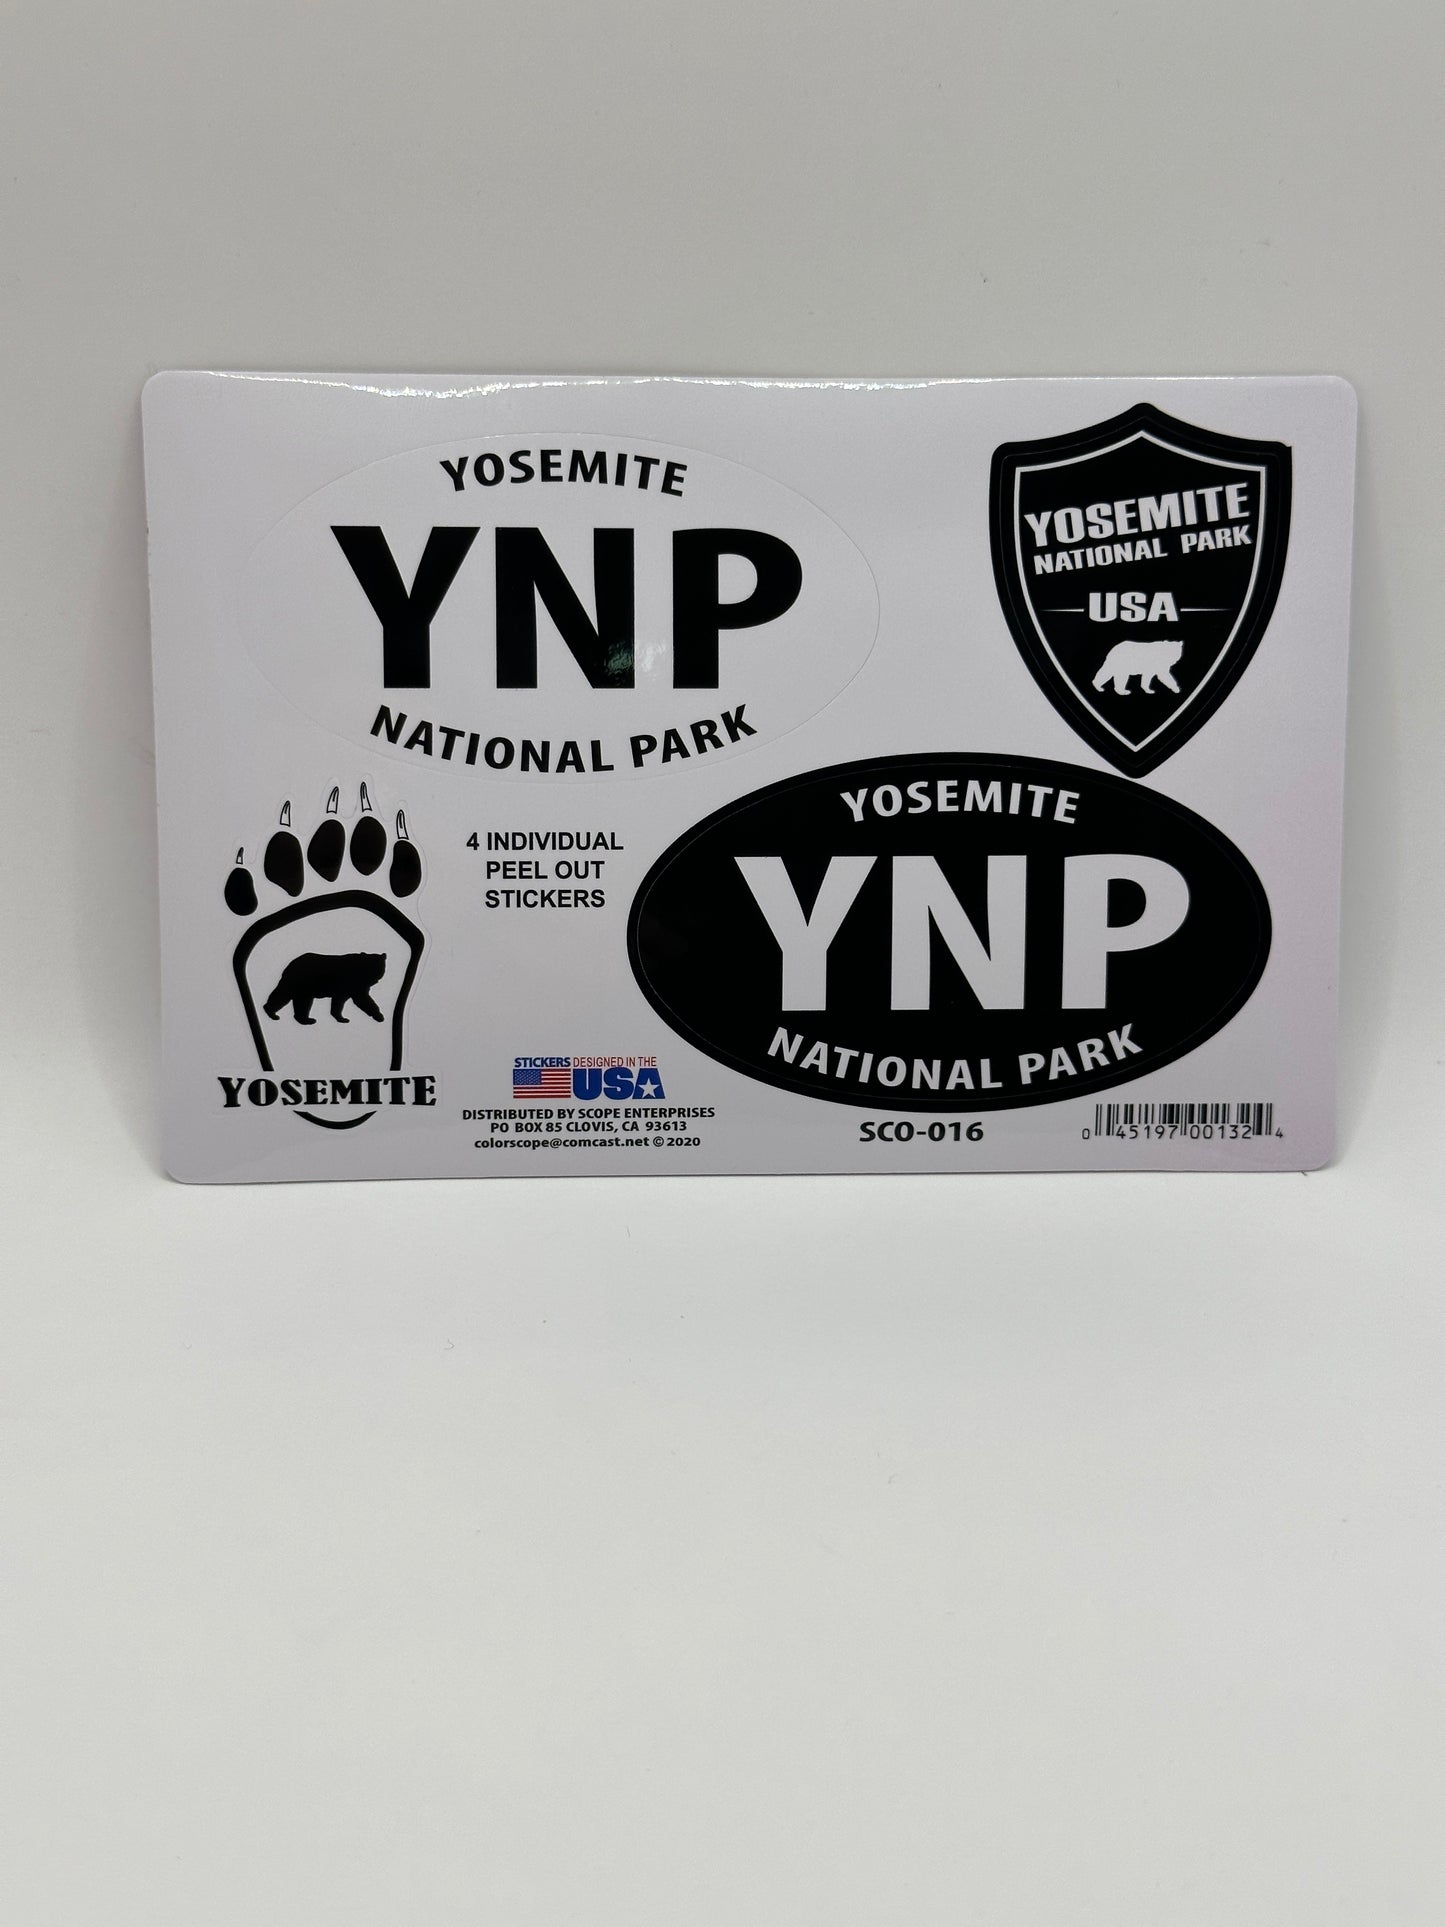 YOSEMITE
YNP
NATIONAL PARK
YOSEMITE
NATIONAL PARK
USA
4 INDIVIDUAL
PEEL OUT
STICKERS
YOSEMITE
YNP
NATIONAL PARK
YOSEMITE
STICKERS DESIGNED IN THE
USA
DISTRIBUTED BY SCOPE ENTERPRISES
PO BOX 85 CLOVIS, CA 93613
colorscope@comcast.net © 2020
SCO-016
0 45197 00132 4